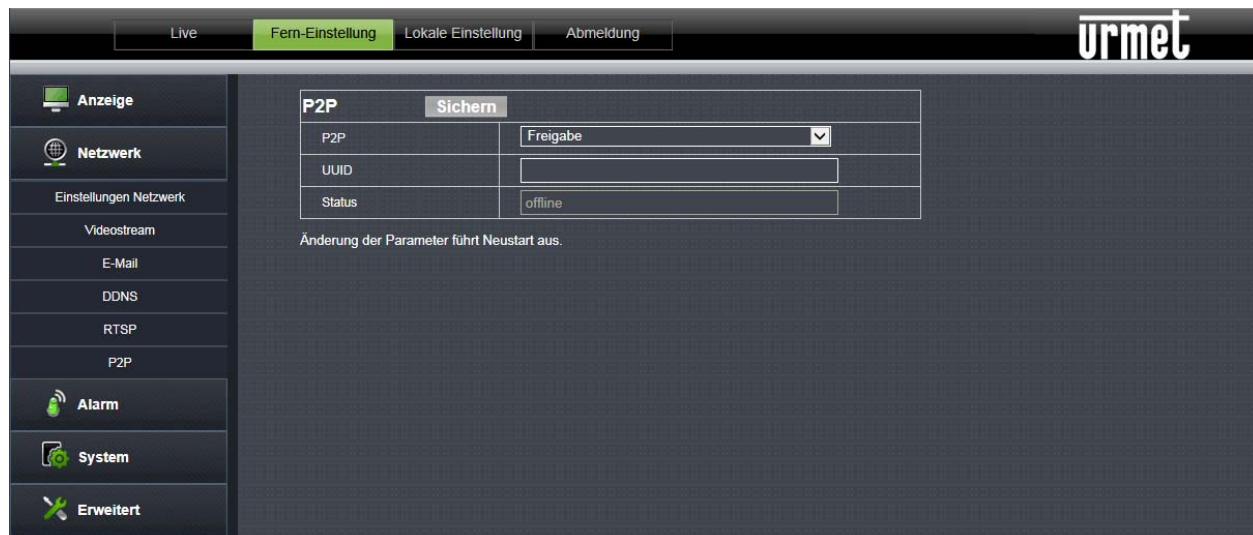 Live Fern-Einstellung Lokale Einstellung Abmeldung urmet
Anzeige
Netzwerk
Einstellungen Netzwerk
Videostream
E-Mail
DDNS
RTSP
P2P
Alarm
System
Erweitert
P2P Sichern
P2P Freigabe
UUID
Status offline
Änderung der Parameter führt Neustart aus.